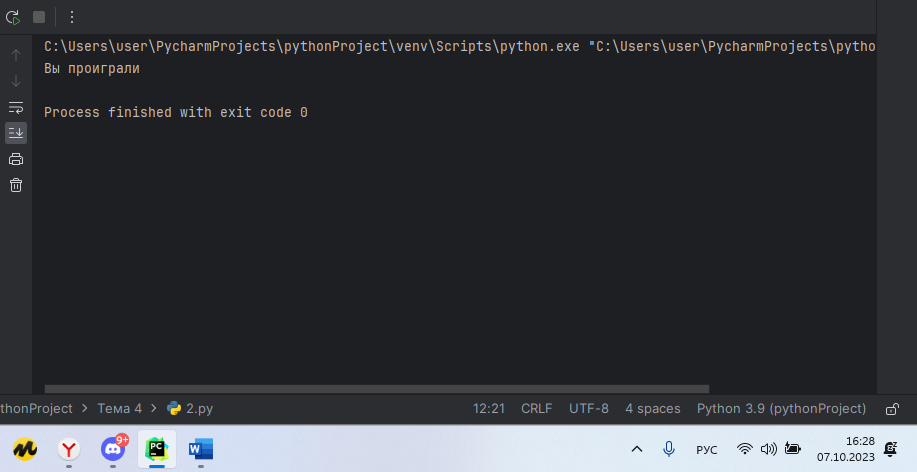 C:\Users\user\PycharmProjects\pythonProject\venv\Scripts\python.exe "C:\Users\user\PycharmProjects\pytho
Вы проиграли
Process finished with exit code 0
thonProject > Тема 4 > 2.py
12:21 CRLF UTF-8 4 spaces Python 3.9 (pythonProject)
9+
PC
W
РУС
16:28
07.10.2023